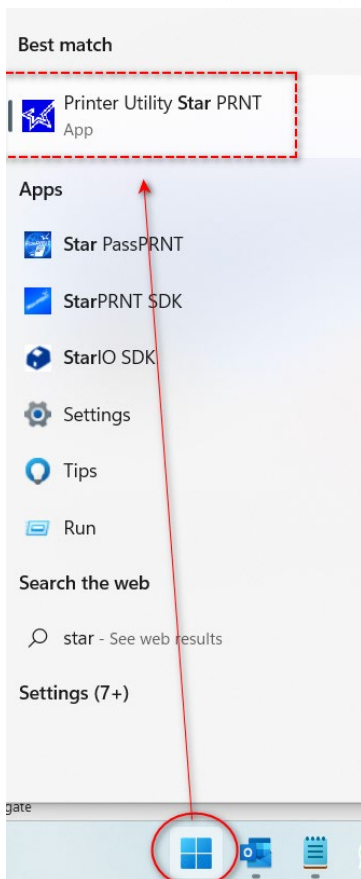 Best match
Printer Utility Star PRNT
App
Apps
Star PassPRNT
StarPRNT SDK
StarIO SDK
Settings
Tips
Run
Search the web
star - See web results
Settings (7+)
gate